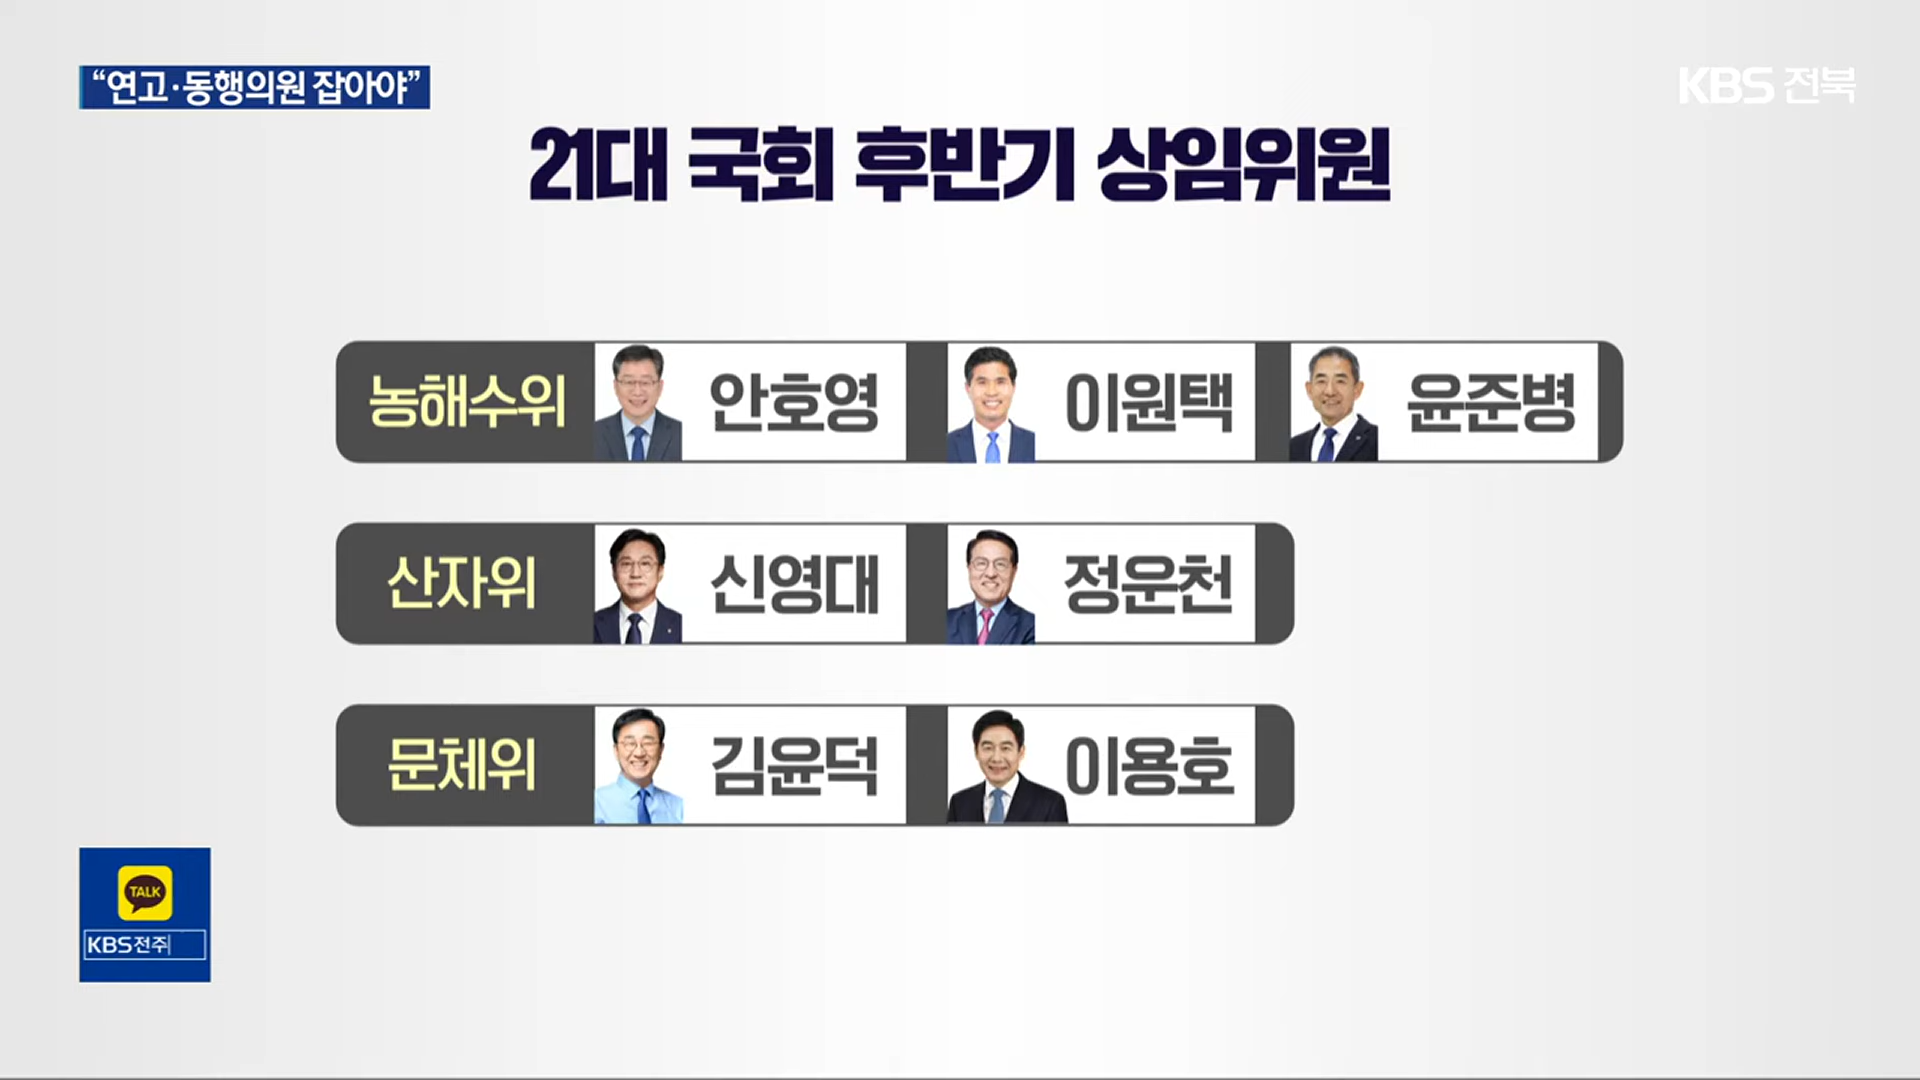 “연고·동행의원 잡아야”
KBS 전북
21대 국회 후반기 상임위원
농해수위 안호영 이원택 윤준병
산자위 신영대 정운천
문체위 김윤덕 이용호
TALK
KBS전주